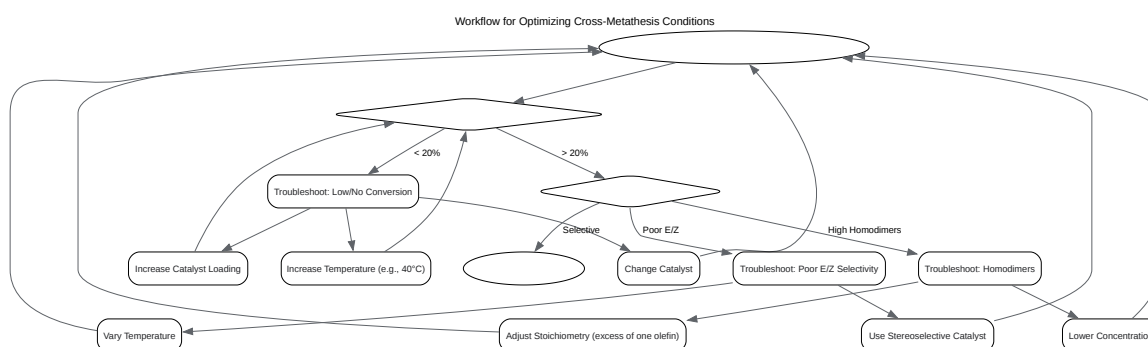 Workflow for Optimizing Cross-Metathesis Conditions
< 20%
> 20%
Troubleshoot: Low/No Conversion
Selective
Poor E/Z
High Homodimers
Increase Catalyst Loading
Increase Temperature (e.g., 40°C)
Change Catalyst
Troubleshoot: Poor E/Z Selectivity
Troubleshoot: Homodimers
Vary Temperature
Adjust Stoichiometry (excess of one olefin)
Use Stereoselective Catalyst
Lower Concentratio